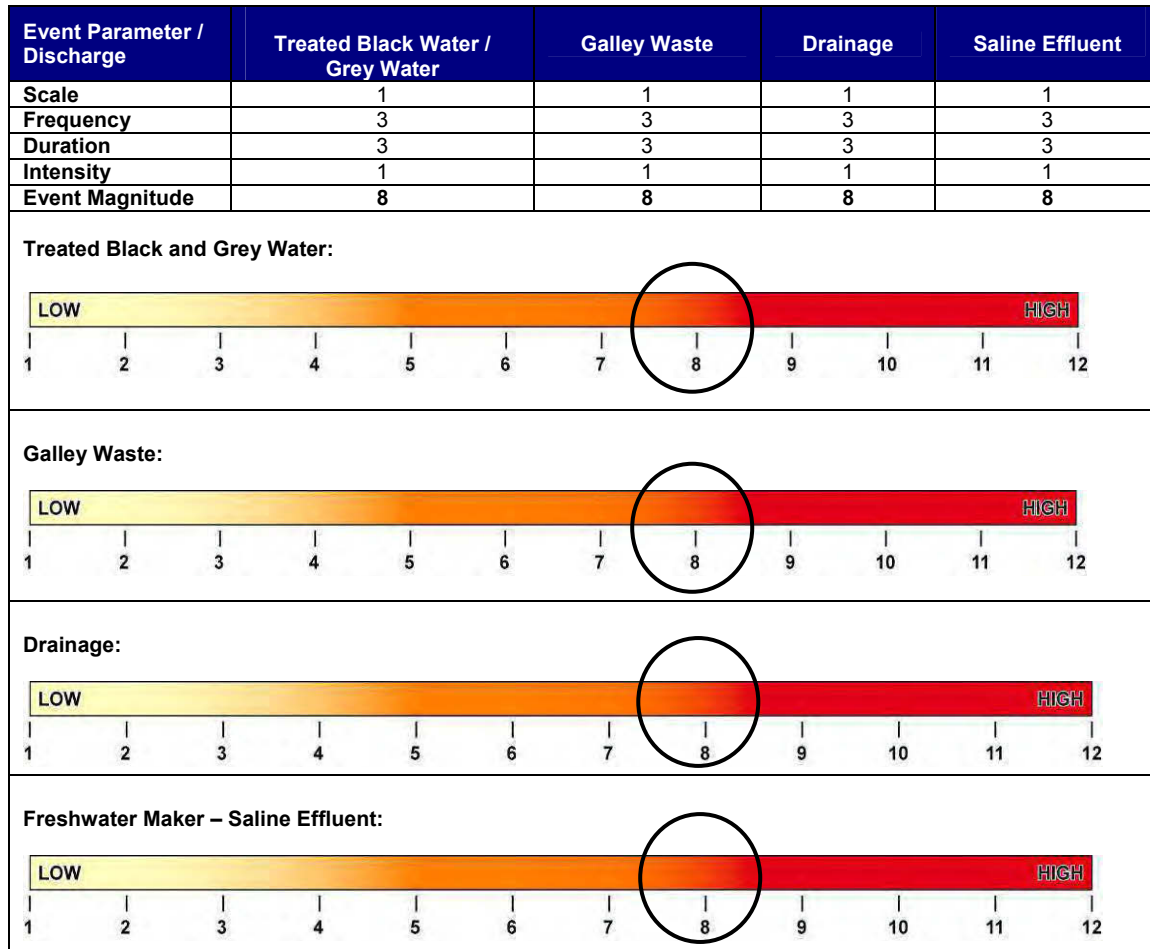 Event Parameter / Discharge Treated Black Water / Grey Water Galley Waste Drainage Saline Effluent
Scale 1 1 1 1
Frequency 3 3 3 3
Duration 3 3 3 3
Intensity 1 1 1 1
Event Magnitude 8 8 8 8
Treated Black and Grey Water:
LOW HIGH
1 2 3 4 5 6 7 8 9 10 11 12
Galley Waste:
LOW HIGH
1 2 3 4 5 6 7 8 9 10 11 12
Drainage:
LOW HIGH
1 2 3 4 5 6 7 8 9 10 11 12
Freshwater Maker – Saline Effluent:
LOW HIGH
1 2 3 4 5 6 7 8 9 10 11 12